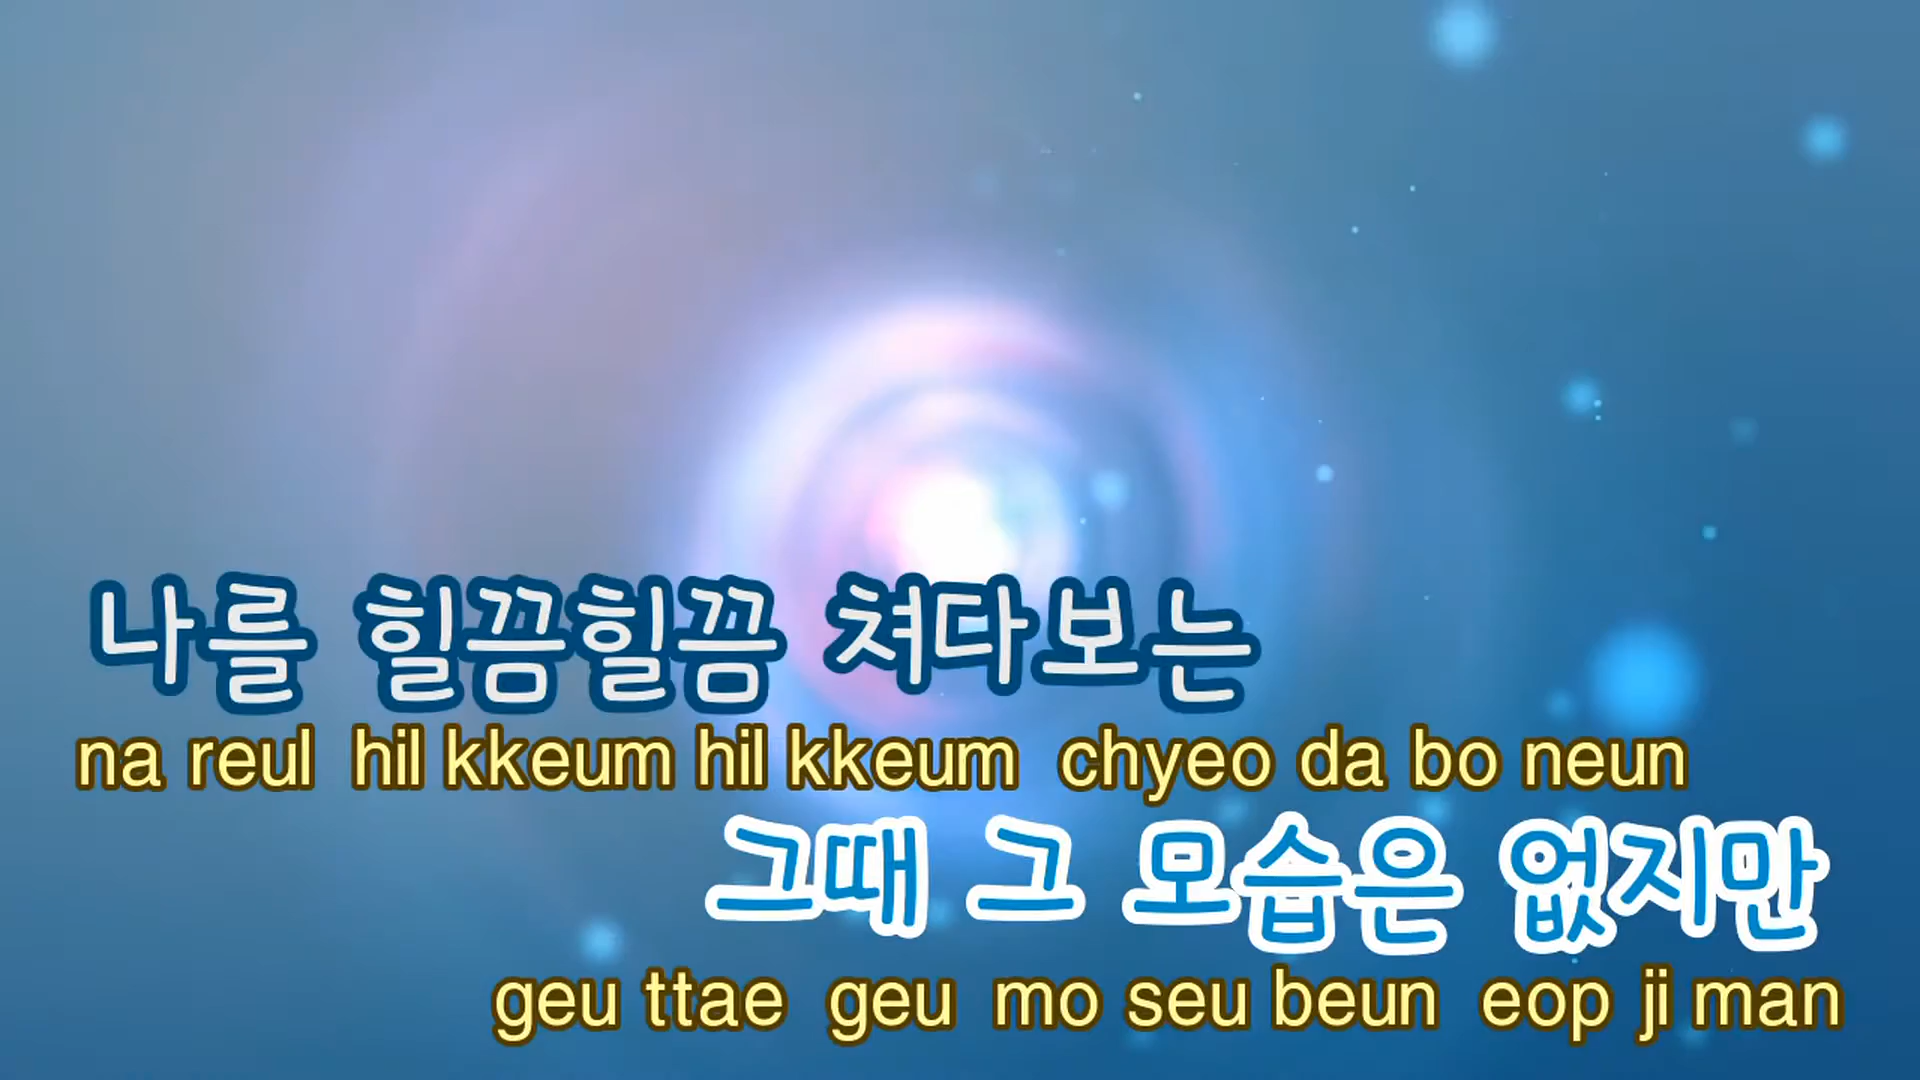 나를 힐끔힐끔 쳐다보는
na reul hil kkeum hil kkeum chyeo da bo neun
그때 그 모습은 없지만
geu ttae geu mo seu beun eop ji man